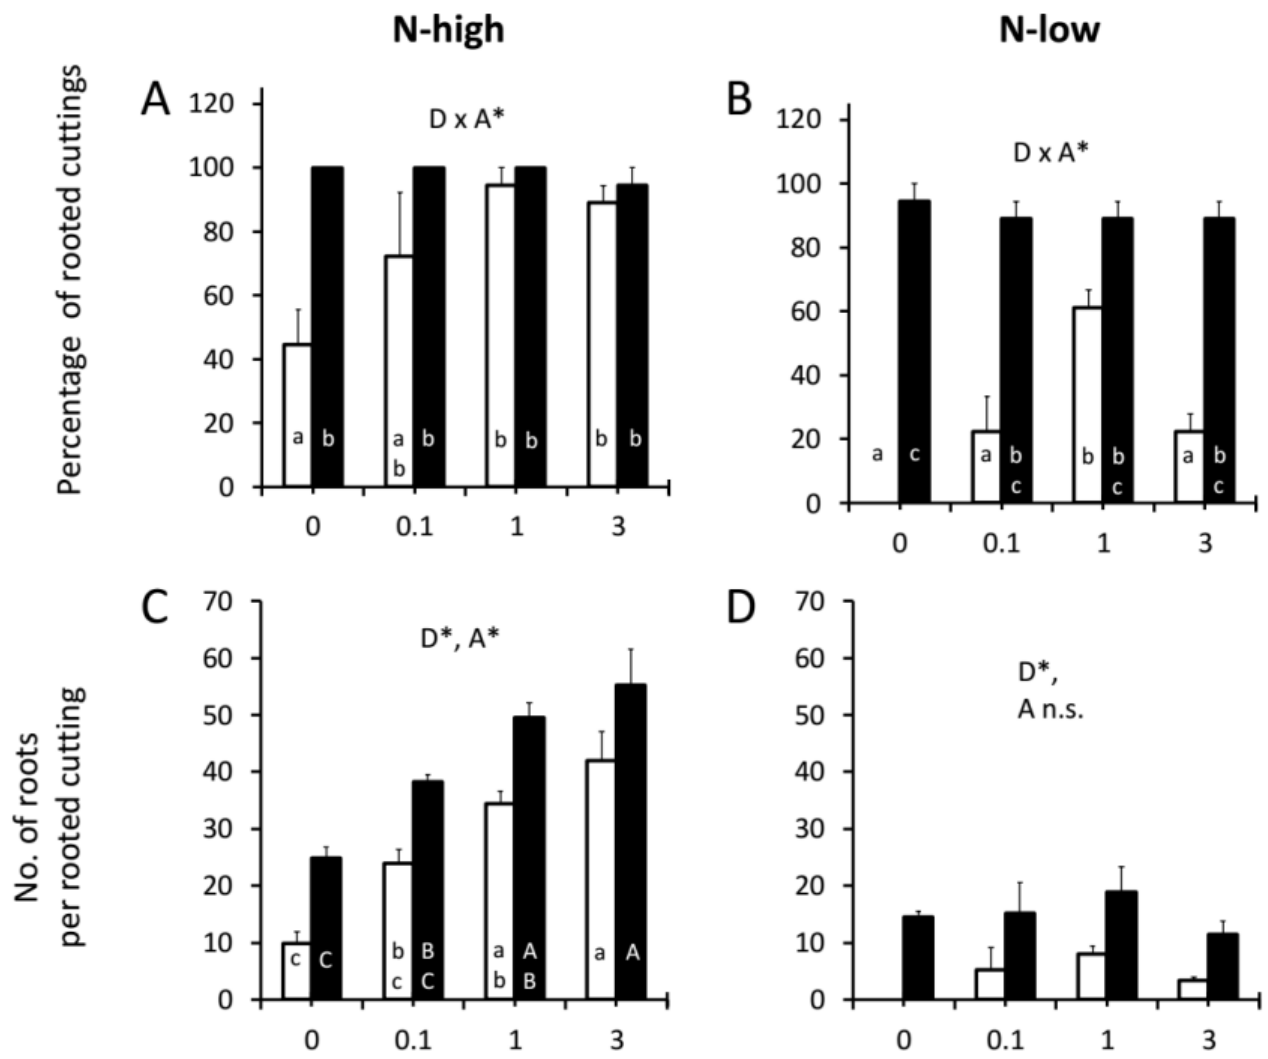 N-high
N-low
Percentage of rooted cuttings
A
120
100
80
60
40
20
0
D x A*
a
b
a
b
b
b
b
b
b
0
0.1
1
3
B
120
100
80
60
40
20
0
D x A*
a
c
a
b
c
b
b
c
a
b
c
0
0.1
1
3
No. of roots
per rooted cutting
C
70
60
50
40
30
20
10
0
D*, A*
c
C
b
c
B
C
a
b
A
B
a
A
0
0.1
1
3
D
70
60
50
40
30
20
10
0
D*,
A n.s.
0
0.1
1
3